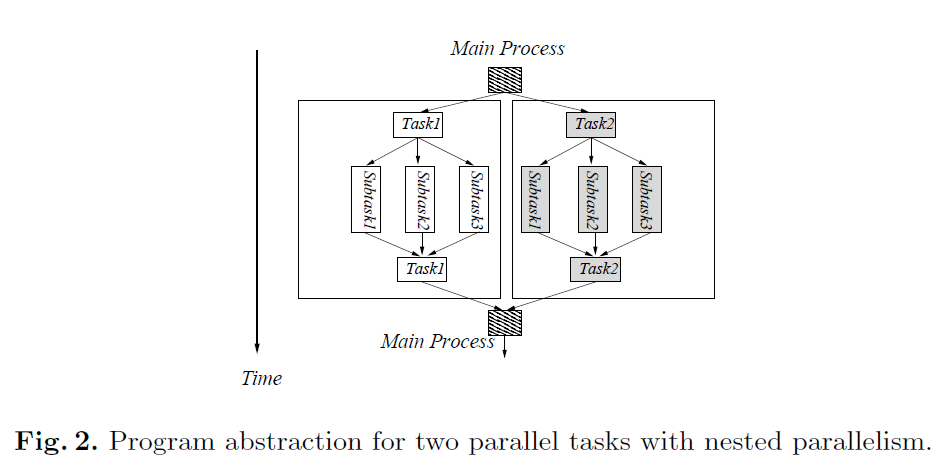 Main Process
Task1
Task2
Subtask1
Subtask2
Subtask3
Subtask1
Subtask2
Subtask3
Task1
Task2
Main Process
Time
Fig. 2. Program abstraction for two parallel tasks with nested parallelism.